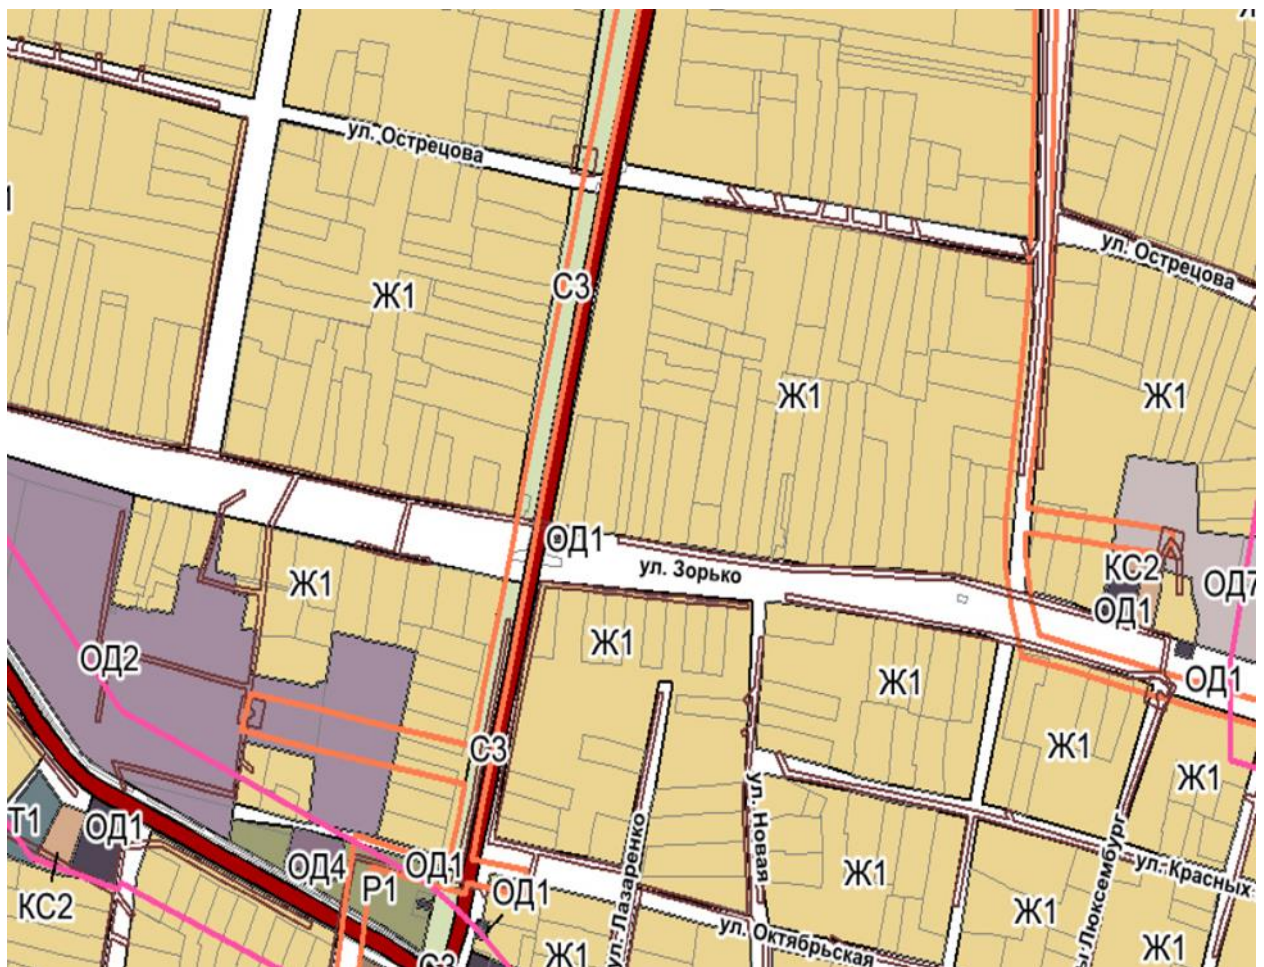 ул. Острецова
ул. Острецова
Ж1
С3
Ж1
Ж1
ОД1
ул. Зорько
КС2
ОД7
Ж1
ОД1
Ж1
ОД2
Ж1
ОД1
С3
Ж1
Ж1
Т1
ОД1
ул. Новая
ул. Лазаренко
ОД4
ОД1
Ж1
ул. Красных
Р1
ОД1
КС2
Ж1
ы Люксембург
ул. Октябрьская
Ж1
Ж1
С3